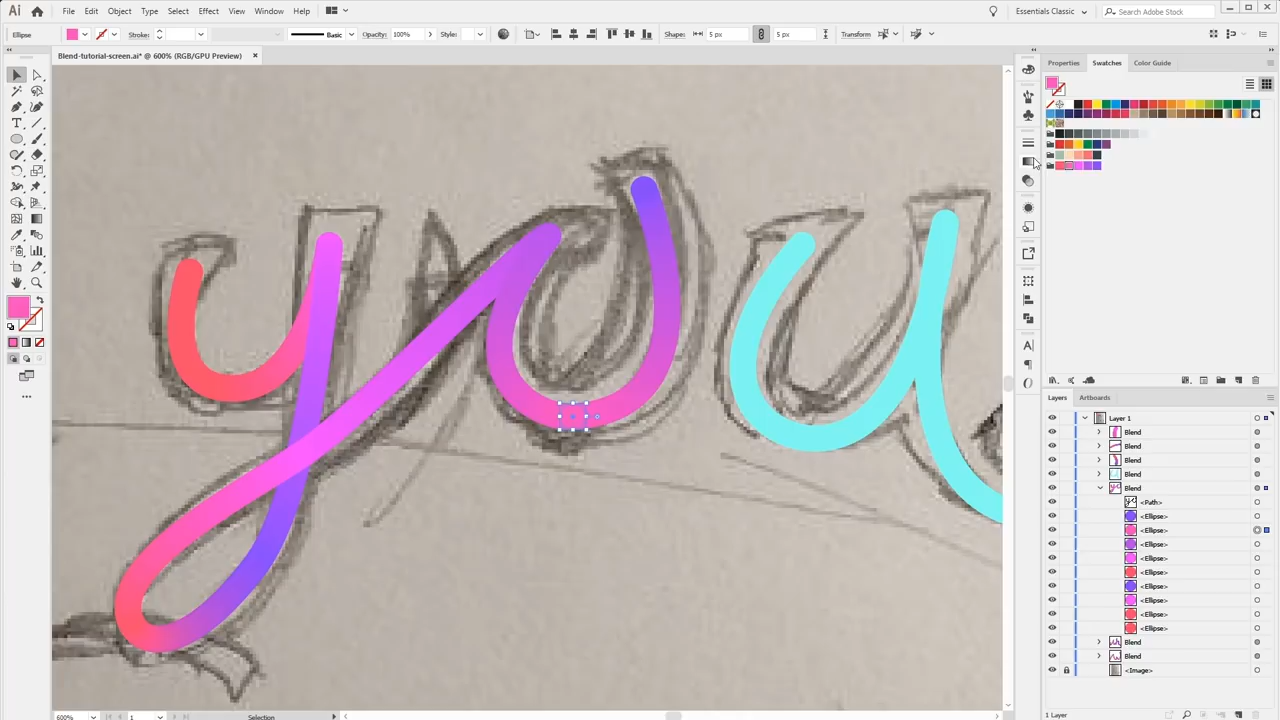 Ai File Edit Object Type Select Effect View Window Help Essentials Classic Search Adobe Stock
Ellipse Stroke: Basic Opacity: 100% Style: Shape: 5 px 5 px Transform
Blend-tutorial-screen.ai* @ 600% (RGB/GPU Preview) ×
Properties Swatches Color Guide
you
Layers Artboards
Layer 1
Blend
Blend
Blend
Blend
Blend
<Path>
<Ellipse>
<Ellipse>
<Ellipse>
<Ellipse>
<Ellipse>
<Ellipse>
<Ellipse>
<Ellipse>
<Ellipse>
Blend
Blend
<Image>
600% 1 Selection 1 Layer